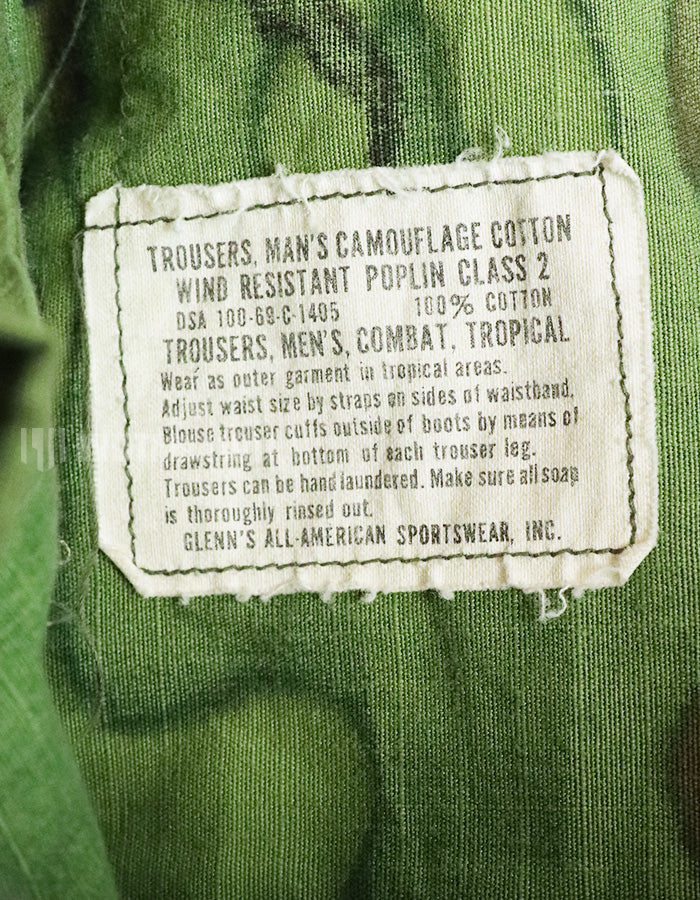 TROUSERS, MAN'S CAMOUFLAGE COTTON
WIND RESISTANT POPLIN CLASS 2
DSA 100-69-C-1405 100% COTTON
TROUSERS, MEN'S, COMBAT, TROPICAL
Wear as outer garment in tropical areas.
Adjust waist size by straps on sides of waistband.
Blouse trouser cuffs outside of boots by means of
drawstring at bottom of each trouser leg.
Trousers can be hand laundered. Make sure all soap
is thoroughly rinsed out.
GLENN'S ALL-AMERICAN SPORTSWEAR, INC.